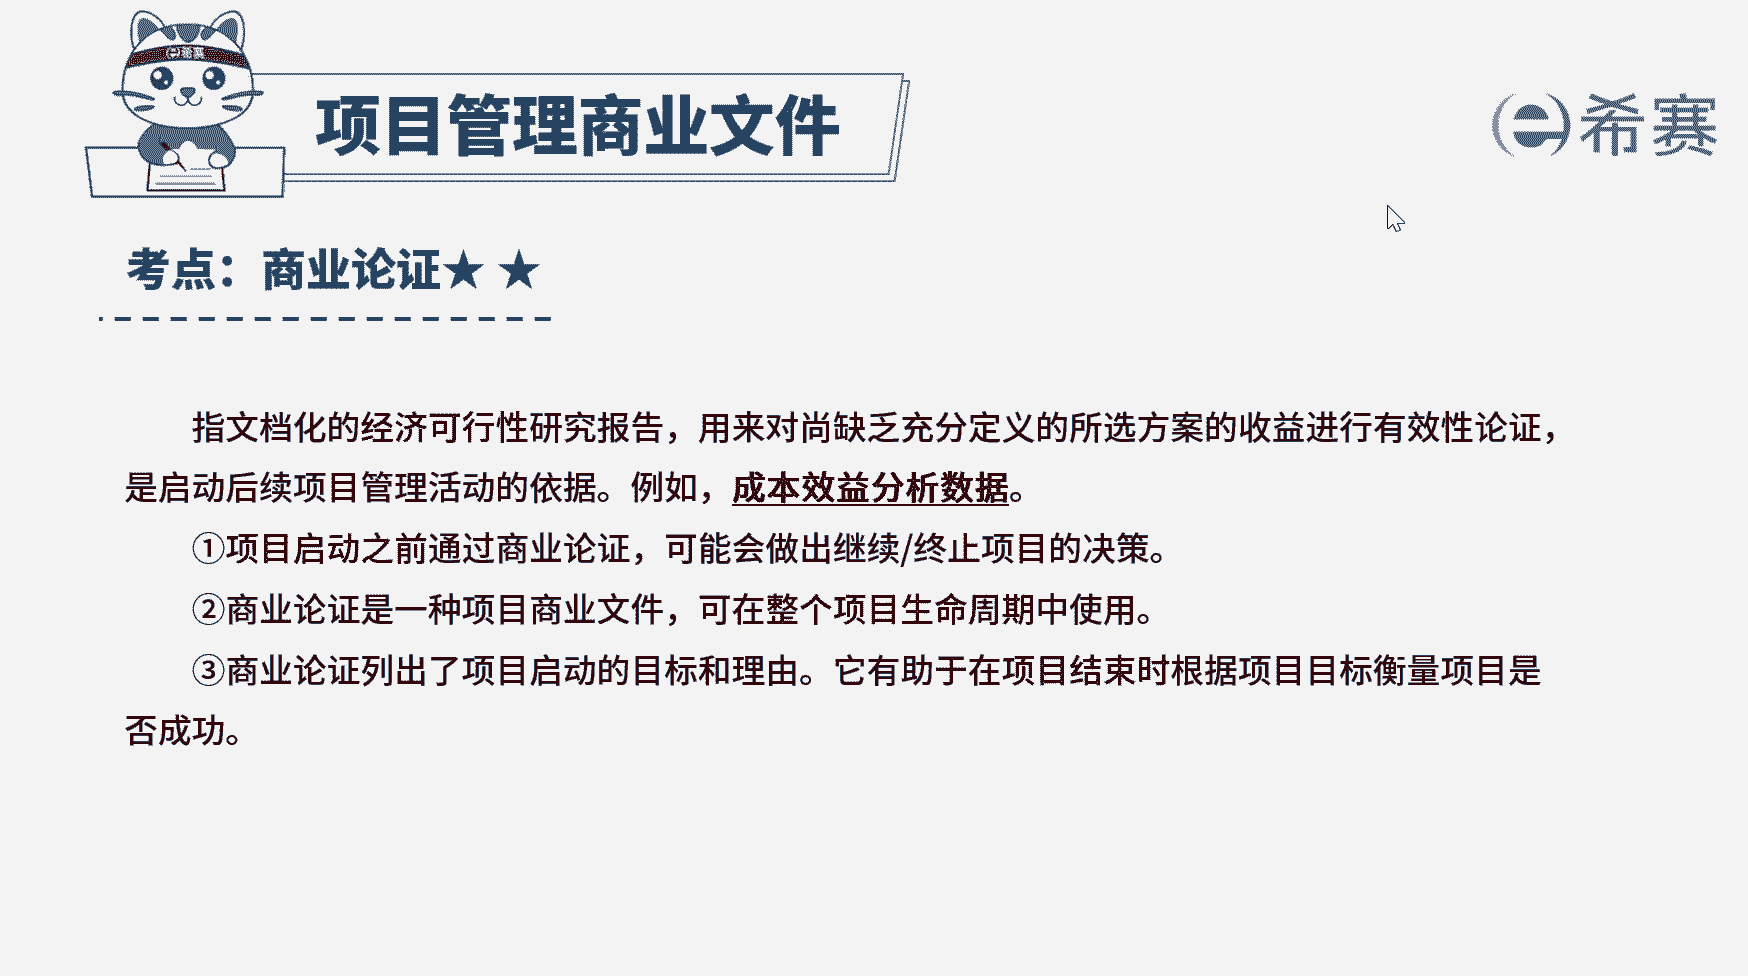 希赛
项目管理商业文件
希赛
考点：商业论证★ ★
指文档化的经济可行性研究报告，用来对尚缺乏充分定义的所选方案的收益进行有效性论证，
是启动后续项目管理活动的依据。例如，成本效益分析数据。
①项目启动之前通过商业论证，可能会做出继续/终止项目的决策。
②商业论证是一种项目商业文件，可在整个项目生命周期中使用。
③商业论证列出了项目启动的目标和理由。它有助于在项目结束时根据项目目标衡量项目是
否成功。